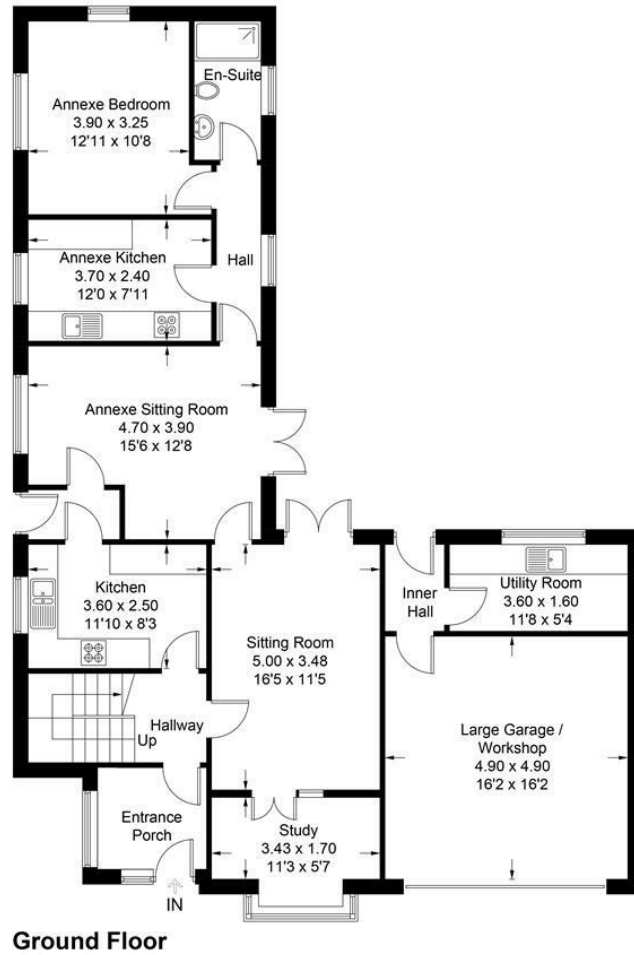 En-Suite
Annexe Bedroom
3.90 x 3.25
12'11 x 10'8
Annexe Kitchen
3.70 x 2.40
12'0 x 7'11
Hall
Annexe Sitting Room
4.70 x 3.90
15'6 x 12'8
Kitchen
3.60 x 2.50
11'10 x 8'3
Inner
Hall
Utility Room
3.60 x 1.60
11'8 x 5'4
Sitting Room
5.00 x 3.48
16'5 x 11'5
Hallway
Up
Large Garage /
Workshop
4.90 x 4.90
16'2 x 16'2
Entrance
Porch
Study
3.43 x 1.70
11'3 x 5'7
IN
Ground Floor